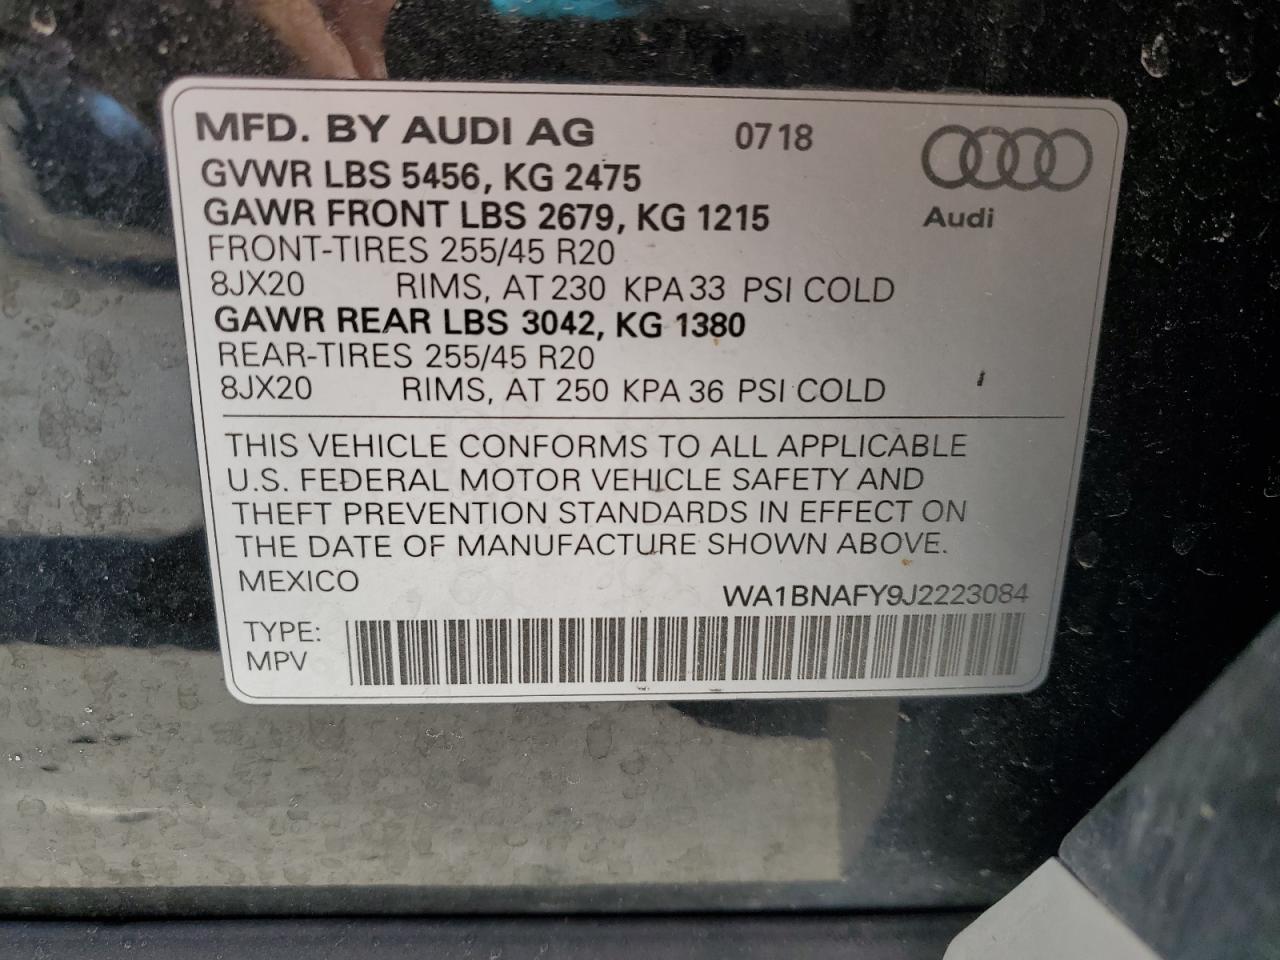 MFD. BY AUDI AG 0718
GVWR LBS 5456, KG 2475
GAWR FRONT LBS 2679, KG 1215
Audi
FRONT-TIRES 255/45 R20
8JX20 RIMS, AT 230 KPA 33 PSI COLD
GAWR REAR LBS 3042, KG 1380
REAR-TIRES 255/45 R20
8JX20 RIMS, AT 250 KPA 36 PSI COLD
THIS VEHICLE CONFORMS TO ALL APPLICABLE
U.S. FEDERAL MOTOR VEHICLE SAFETY AND
THEFT PREVENTION STANDARDS IN EFFECT ON
THE DATE OF MANUFACTURE SHOWN ABOVE.
MEXICO WA1BNAFY9J2223084
TYPE:
MPV